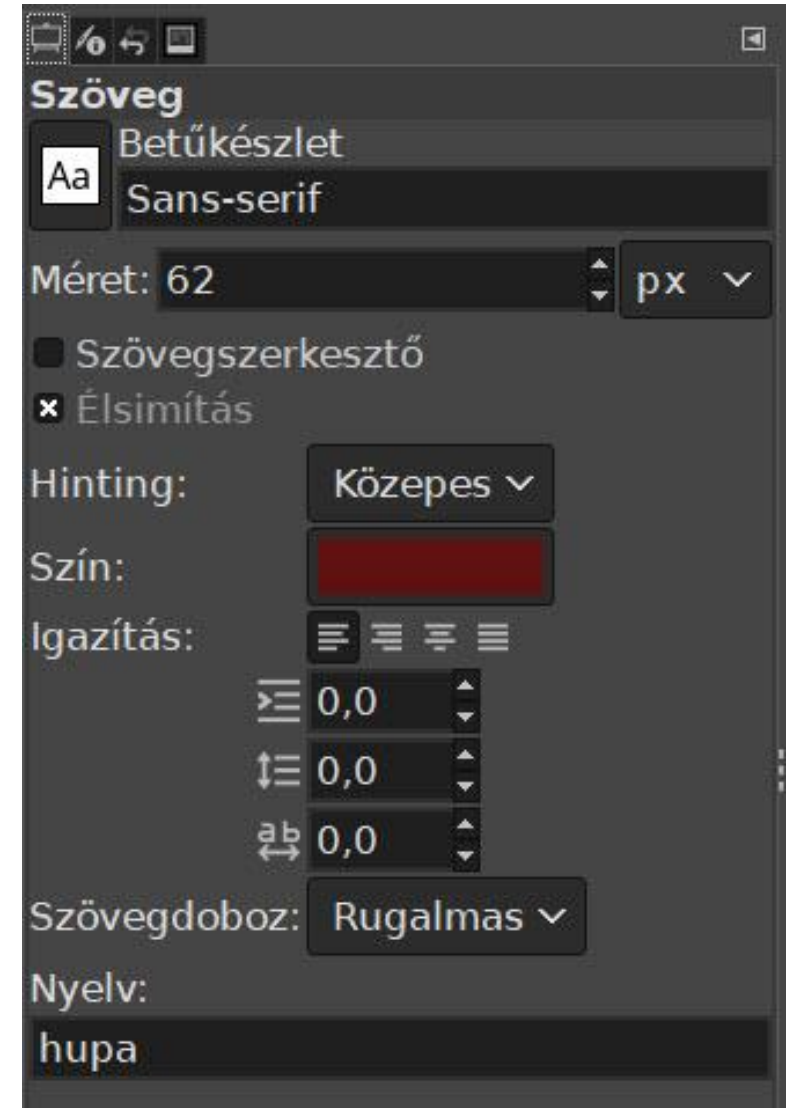 Szöveg
Betűkészlet
Aa
Sans-serif
Méret: 62 px
Szövegszerkesztő
Élsimítás
Hinting: Közepes
Szín:
Igazítás:
0,0
0,0
ab 0,0
Szövegdoboz: Rugalmas
Nyelv:
hupa